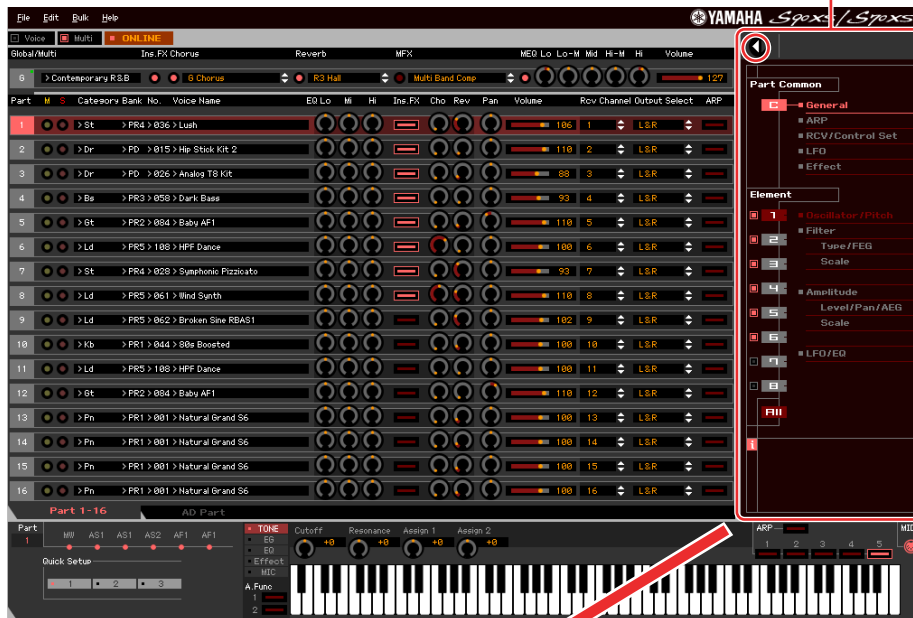 File Edit Bulk Help
YAMAHA S90XS/S70XS
Voice Multi ONLINE
Global/Multi Ins.FX Chorus Reverb MFX MEQ Lo Lo-M Mid Hi-M Hi Volume
G > Contemporary R&B G Chorus R3 Hall Multi Band Comp 127
Part M S Category Bank No. Voice Name EQ Lo Mi Hi Ins.FX Cho Rev Pan Volume Rcv Channel Output Select ARP
1 > St > PR4 > 036 > Lush 106 1 L&R
2 > Dr > PD > 015 > Hip Stick Kit 2 110 2 L&R
3 > Dr > PD > 026 > Analog T8 Kit 88 3 L&R
4 > Bs > PR3 > 058 > Dark Bass 93 4 L&R
5 > Gt > PR2 > 084 > Baby AF1 110 5 L&R
6 > Ld > PR5 > 108 > HPF Dance 100 6 L&R
7 > St > PR4 > 028 > Symphonic Pizzicato 93 7 L&R
8 > Ld > PR5 > 061 > Wind Synth 110 8 L&R
9 > Ld > PR5 > 062 > Broken Sine RBAS1 102 9 L&R
10 > Kb > PR1 > 044 > 80s Boosted 100 10 L&R
11 > Ld > PR5 > 108 > HPF Dance 100 11 L&R
12 > Gt > PR2 > 084 > Baby AF1 110 12 L&R
13 > Pn > PR1 > 001 > Natural Grand S6 100 13 L&R
14 > Pn > PR1 > 001 > Natural Grand S6 100 14 L&R
15 > Pn > PR1 > 001 > Natural Grand S6 100 15 L&R
16 > Pn > PR1 > 001 > Natural Grand S6 100 16 L&R
Part 1-16 AD Part
Part Common
C General
ARP
RCV/Control Set
LFO
Effect
Element
1 Oscillator/Pitch
Filter
2 Type/FEG
3 Scale
4 Amplitude
Level/Pan/AEG
5 Scale
6
LFO/EQ
7
8
All
i
Part
1
MW AS1 AS1 AS2 AF1 AF1
Quick Setup
1 2 3
TONE
EG
EQ
Effect
MIC
A.Func
1
2
Cutoff Resonance Assign 1 Assign 2
+0 +0 +0 +0
ARP
1 2 3 4 5